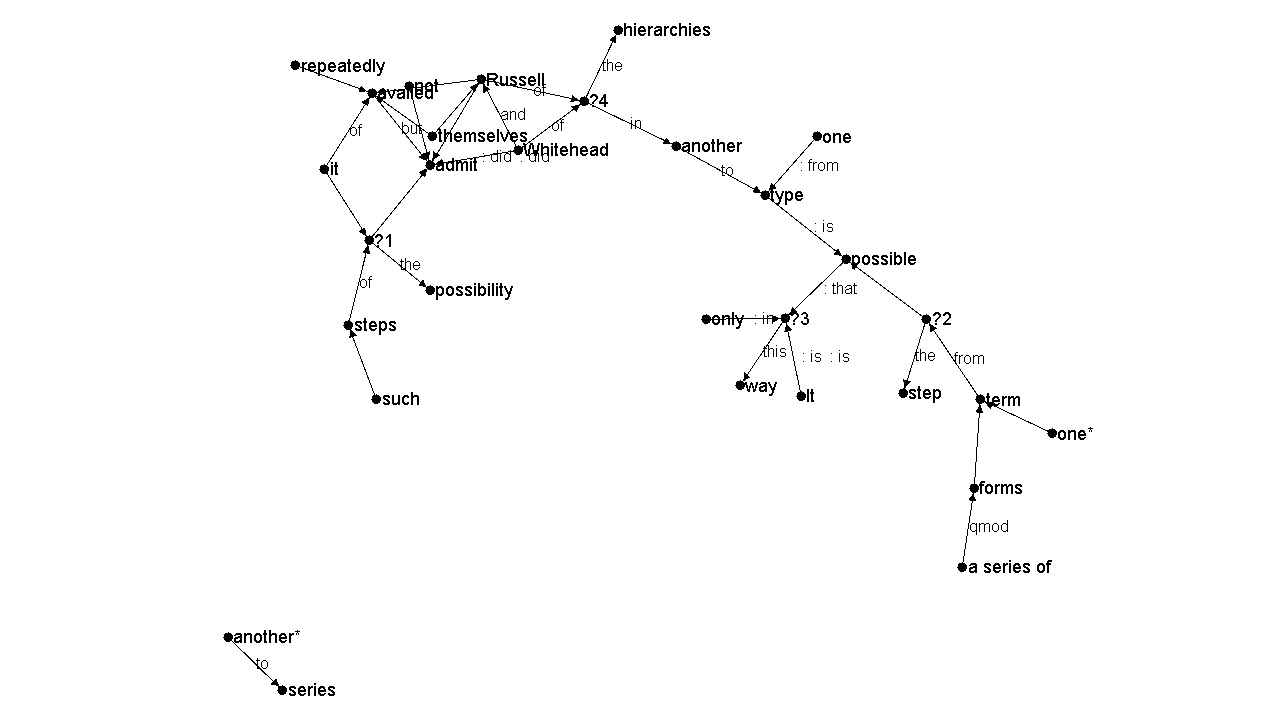 hierarchies
repeatedly
the
not
Russell
of
availed
?4
and
of
in
of
but
themselves
one
another
Whitehead
: did : did
admit
: from
it
to
type
: is
?1
possible
the
of
possibility
: that
only
: in
?3
?2
steps
this
: is : is
the
from
way
It
step
such
term
one*
forms
qmod
a series of
another*
to
series